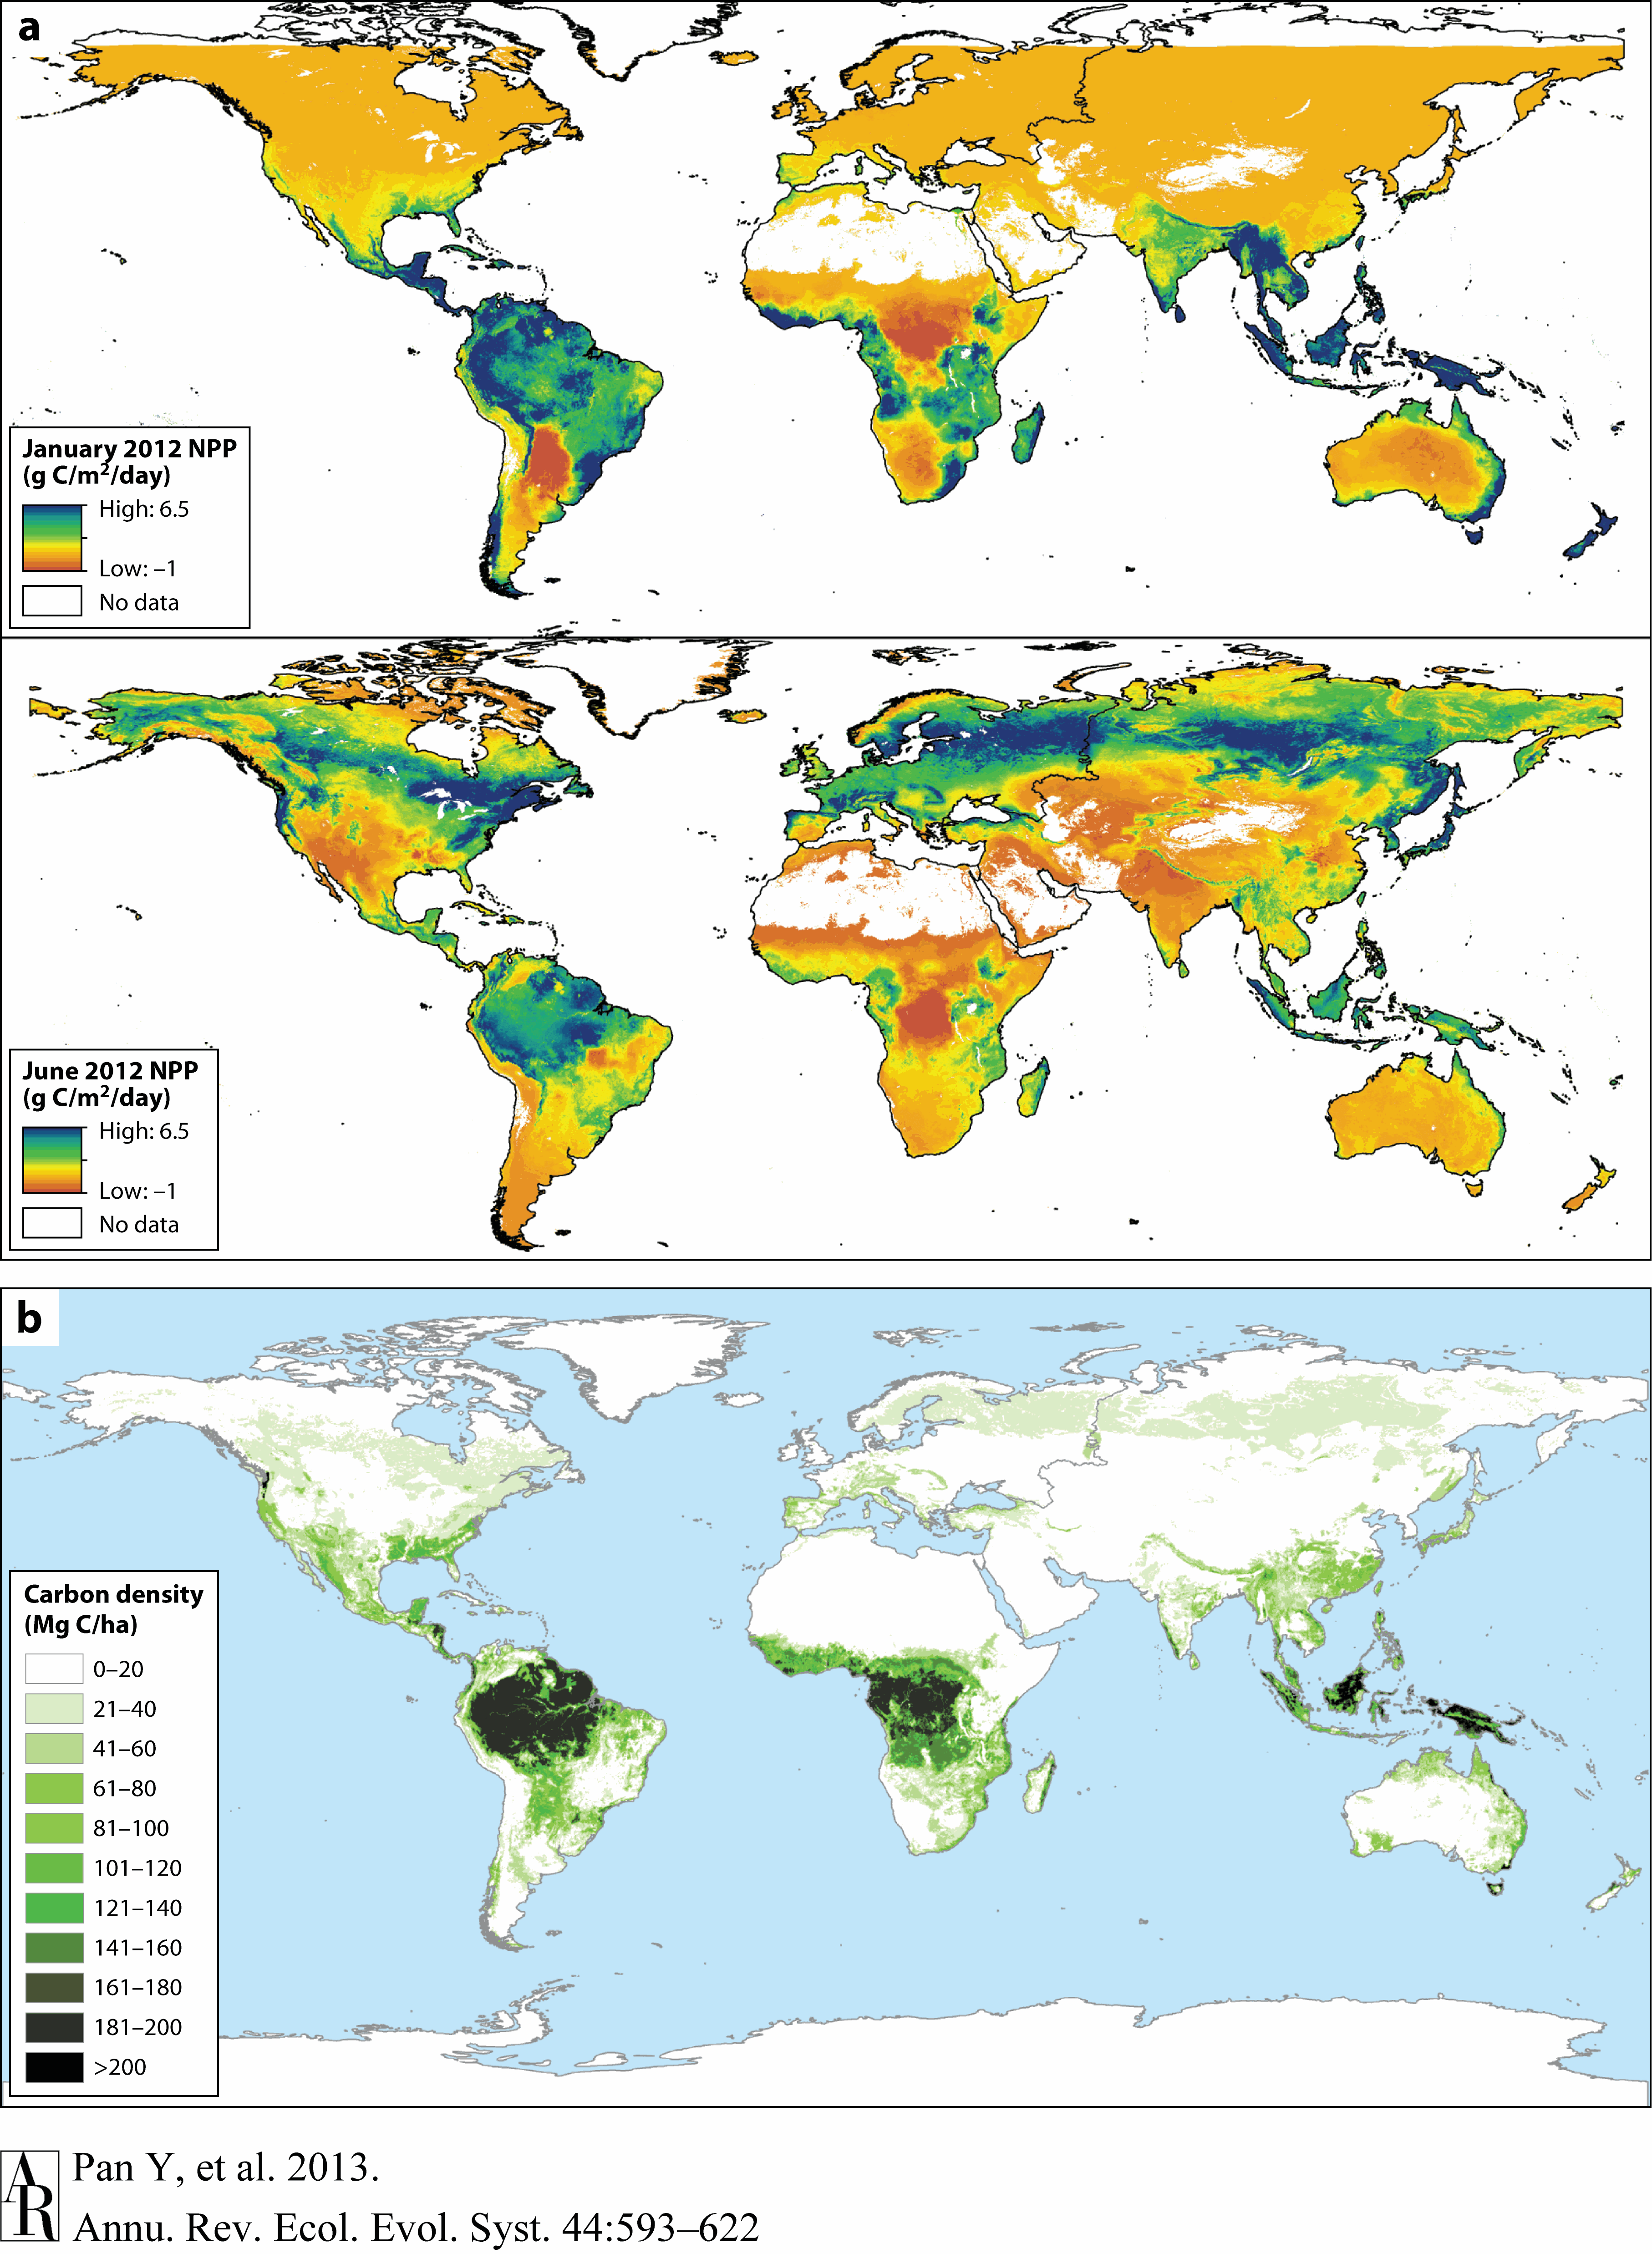 a
January 2012 NPP
(g C/m²/day)
High: 6.5
Low: –1
No data
June 2012 NPP
(g C/m²/day)
High: 6.5
Low: –1
No data
b
Carbon density
(Mg C/ha)
0–20
21–40
41–60
61–80
81–100
101–120
121–140
141–160
161–180
181–200
>200
AR
Pan Y, et al. 2013.
Annu. Rev. Ecol. Evol. Syst. 44:593–622